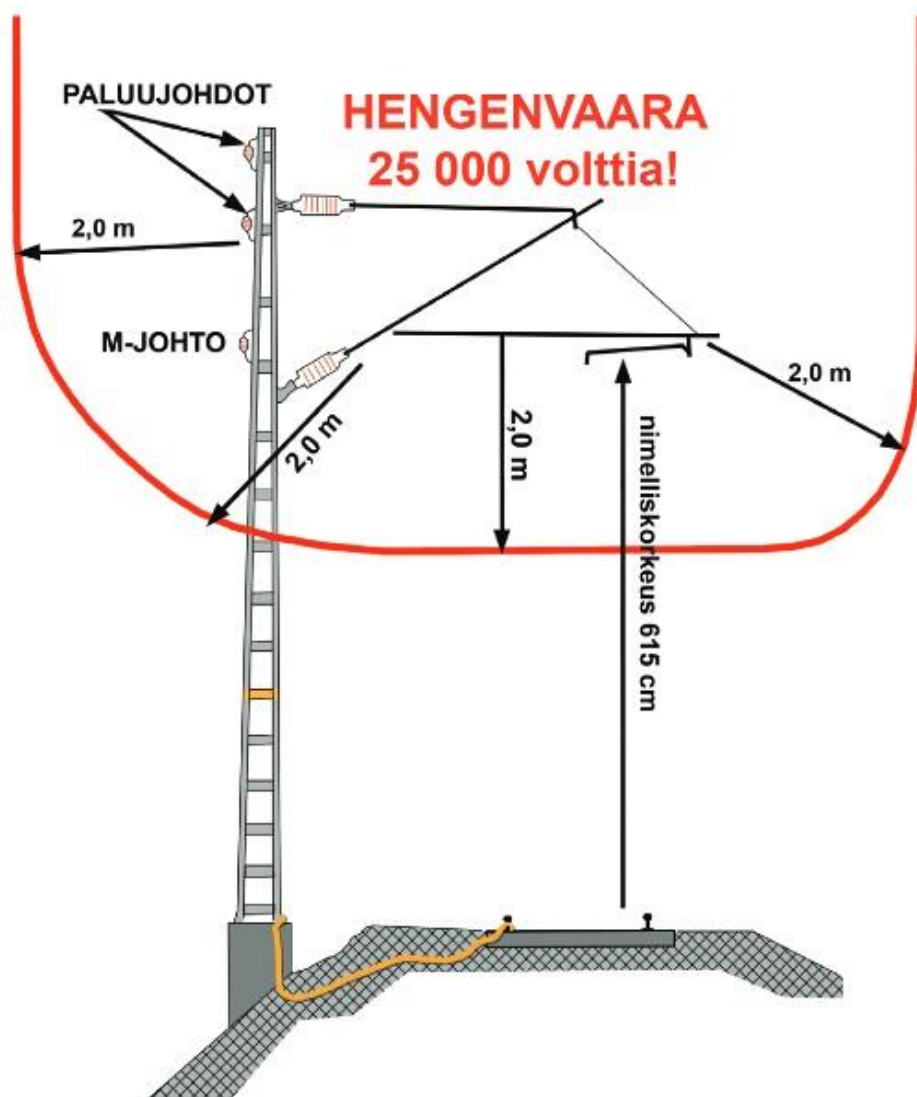 PALUUJOHDOT
HENGENVAARA
25 000 volttia!
2,0 m
M-JOHTO
2,0 m
2,0 m
2,0 m
nimelliskorkeus 615 cm